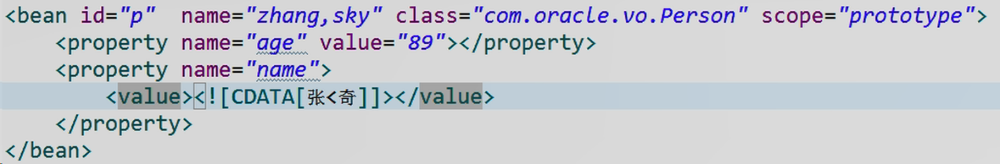 <bean id="p"  name="zhang,sky" class="com.oracle.vo.Person" scope="prototype">
    <property name="age" value="89"></property>
    <property name="name">
        <value><![CDATA[张<奇]]></value>
    </property>
</bean>